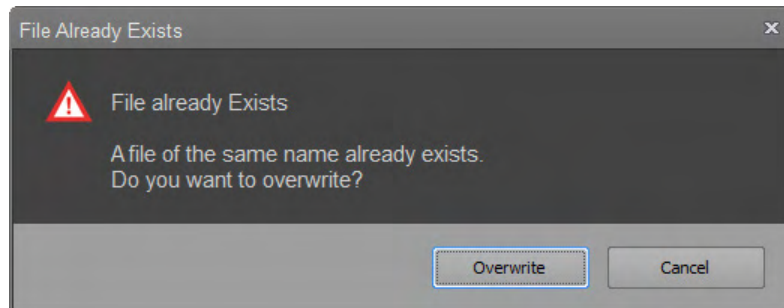 File Already Exists
File already Exists
A file of the same name already exists.
Do you want to overwrite?
Overwrite
Cancel